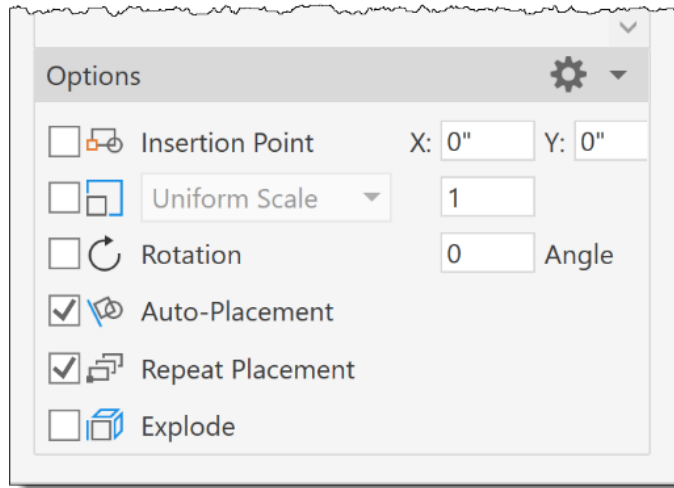 Options
Insertion Point X: 0" Y: 0"
Uniform Scale 1
Rotation 0 Angle
Auto-Placement
Repeat Placement
Explode